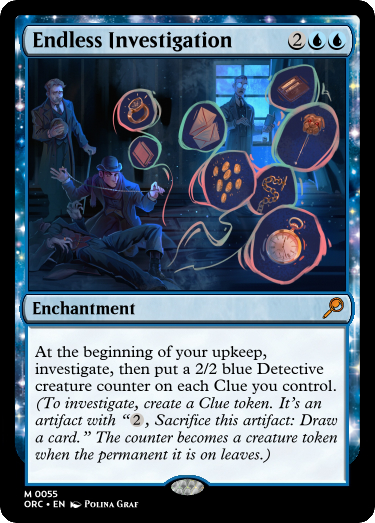 Endless Investigation 2
Enchantment
At the beginning of your upkeep,
investigate, then put a 2/2 blue Detective
creature counter on each Clue you control.
(To investigate, create a Clue token. It's an
artifact with “2, Sacrifice this artifact: Draw
a card.” The counter becomes a creature token
when the permanent it is on leaves.)
M 0055
ORC • EN Polina Graf